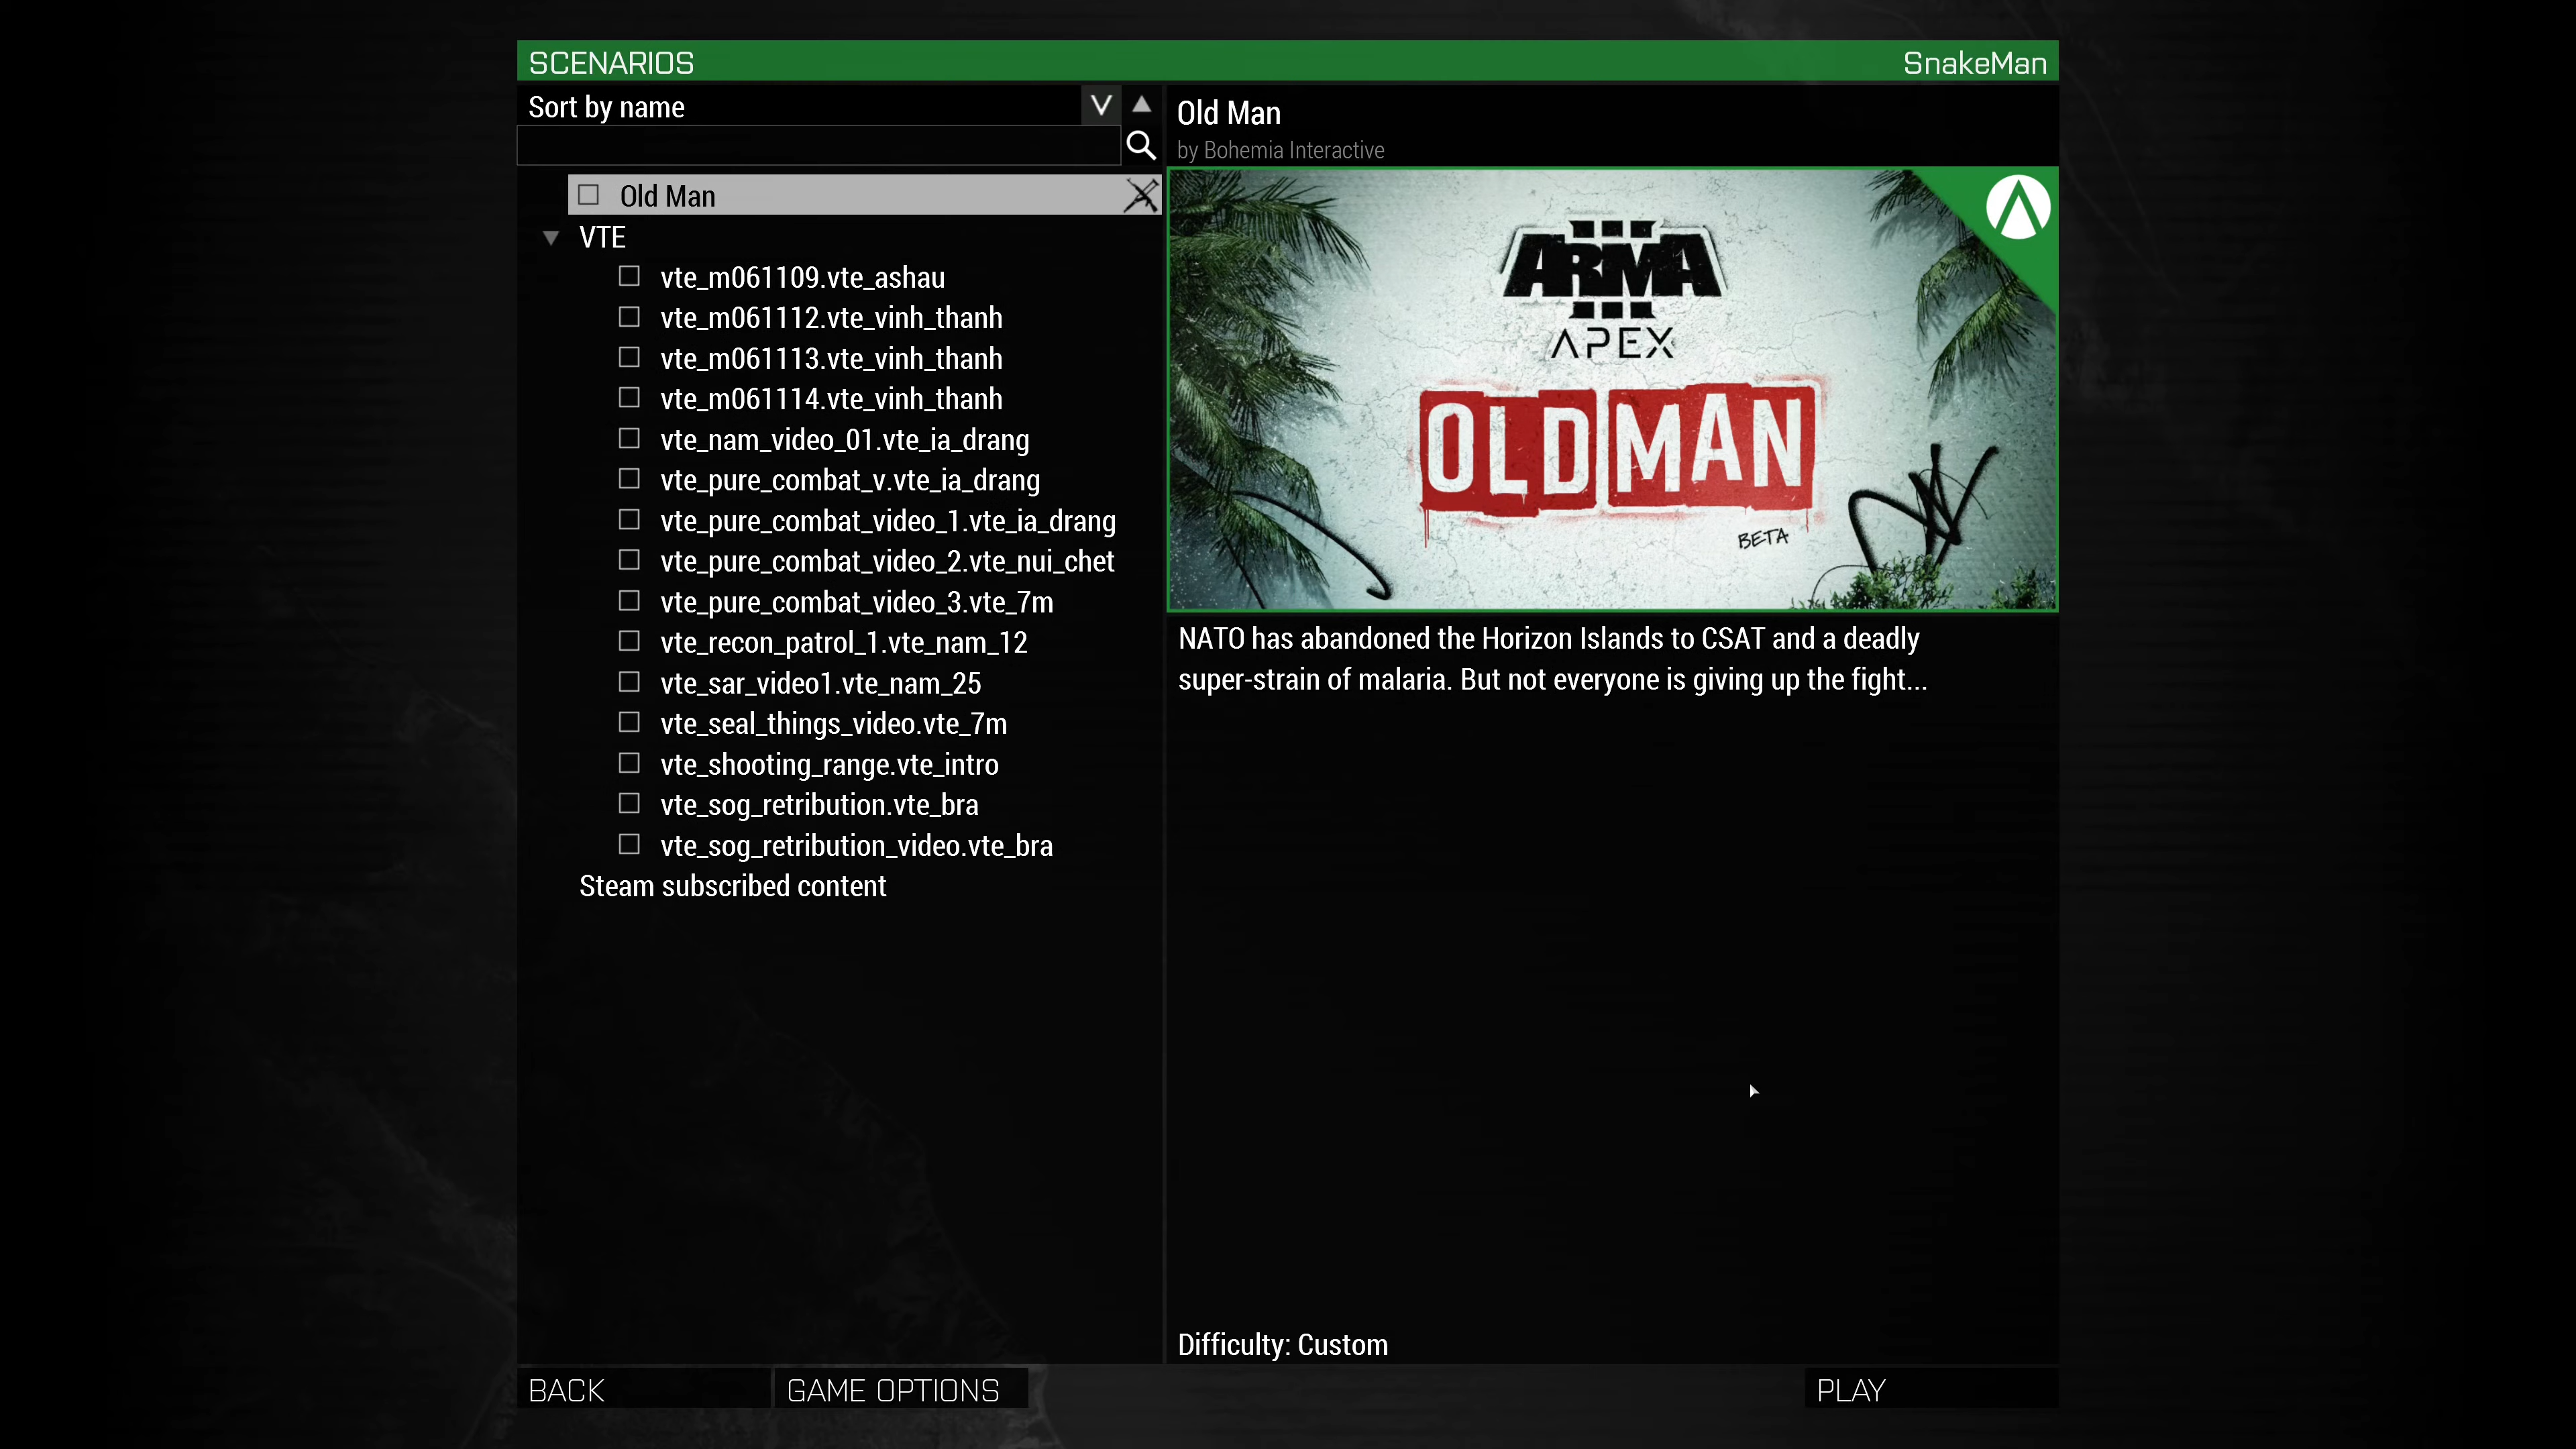 SCENARIOS
SnakeMan
Sort by name
Old Man
VTE
vte_m061109.vte_ashau
vte_m061112.vte_vinh_thanh
vte_m061113.vte_vinh_thanh
vte_m061114.vte_vinh_thanh
vte_nam_video_01.vte_ia_drang
vte_pure_combat_v.vte_ia_drang
vte_pure_combat_video_1.vte_ia_drang
vte_pure_combat_video_2.vte_nui_chet
vte_pure_combat_video_3.vte_7m
vte_recon_patrol_1.vte_nam_12
vte_sar_video1.vte_nam_25
vte_seal_things_video.vte_7m
vte_shooting_range.vte_intro
vte_sog_retribution.vte_bra
vte_sog_retribution_video.vte_bra
Steam subscribed content
Old Man
by Bohemia Interactive
ARMA
III
APEX
OLD MAN
BETA
NATO has abandoned the Horizon Islands to CSAT and a deadly
super-strain of malaria. But not everyone is giving up the fight...
Difficulty: Custom
BACK
GAME OPTIONS
PLAY